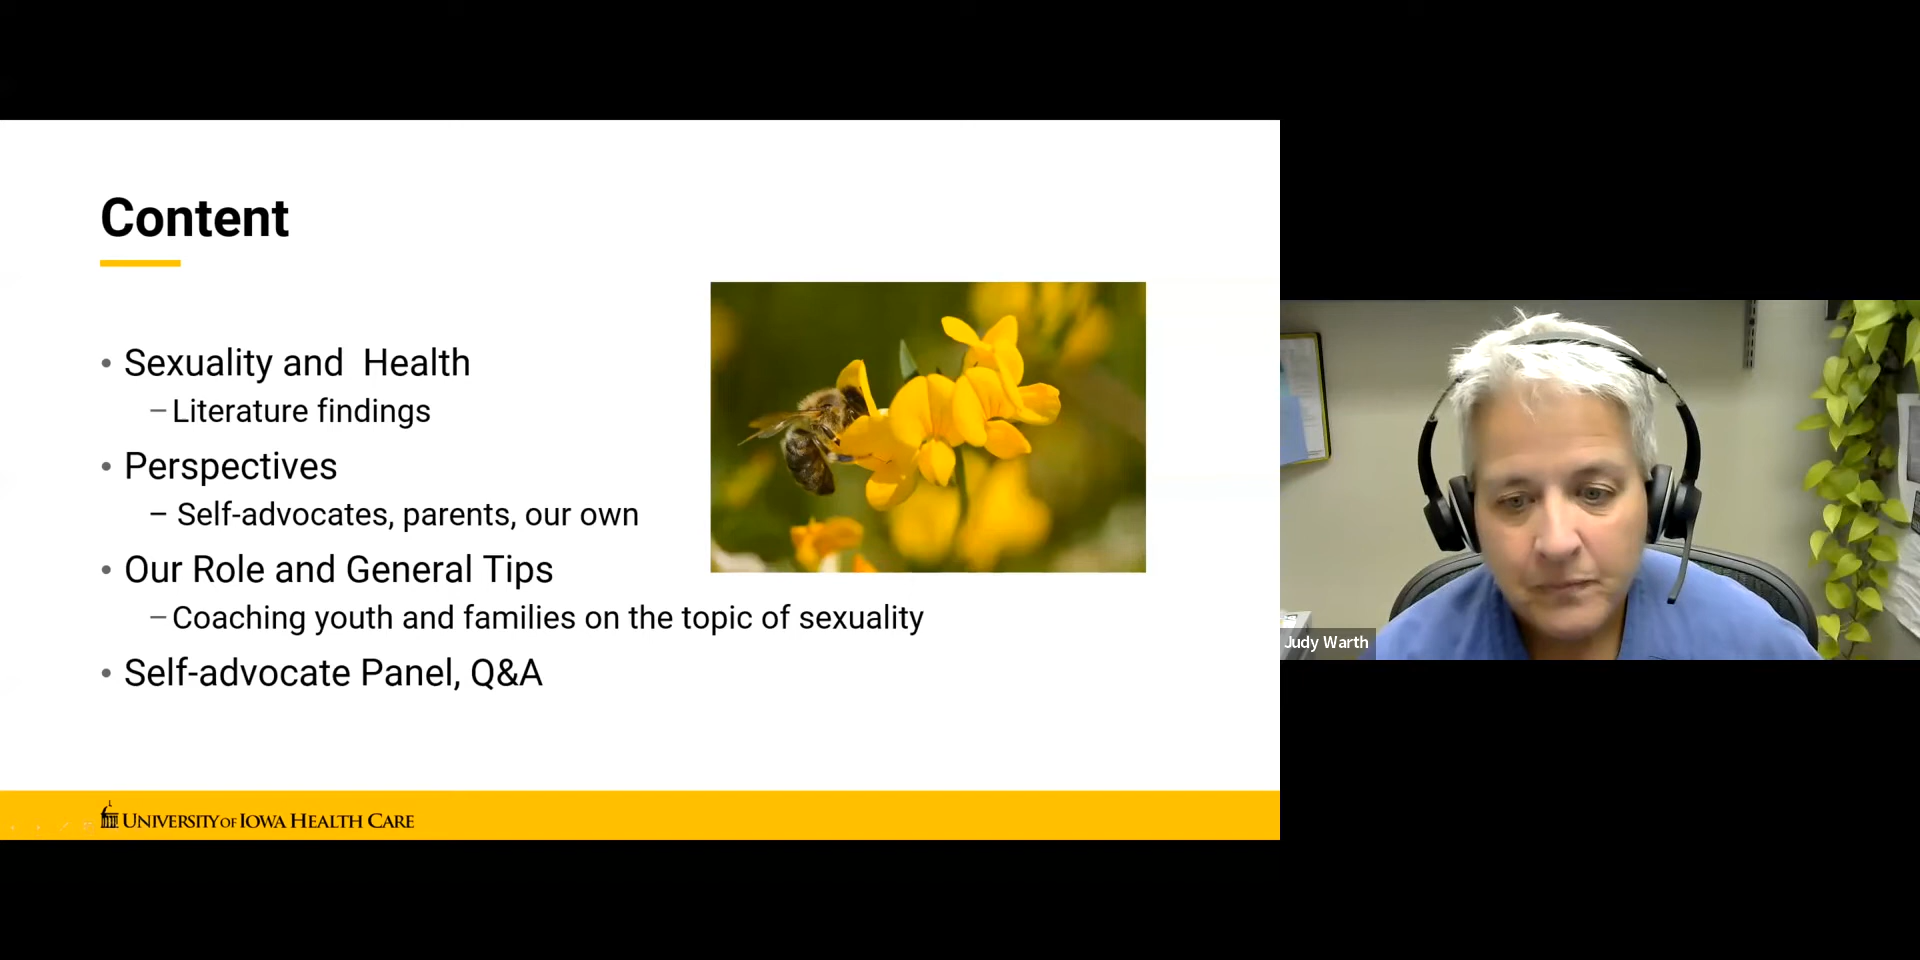 Content
• Sexuality and  Health
– Literature findings
• Perspectives
– Self-advocates, parents, our own
• Our Role and General Tips
– Coaching youth and families on the topic of sexuality
• Self-advocate Panel, Q&A
UNIVERSITY OF IOWA HEALTH CARE
Judy Warth